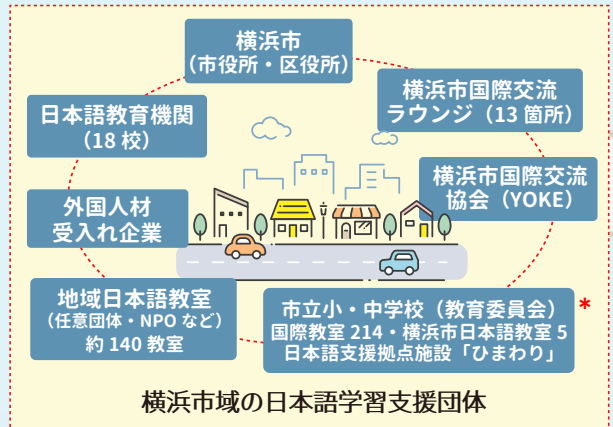 横浜市
（市役所・区役所）
横浜市国際交流
ラウンジ（13 箇所）
日本語教育機関
（18 校）
横浜市国際交流
協会（YOKE）
外国人材
受入れ企業
地域日本語教室
（任意団体・NPO など）
約 140 教室
市立小・中学校（教育委員会）*
国際教室 214・横浜市日本語教室 5
日本語支援拠点施設「ひまわり」
横浜市域の日本語学習支援団体